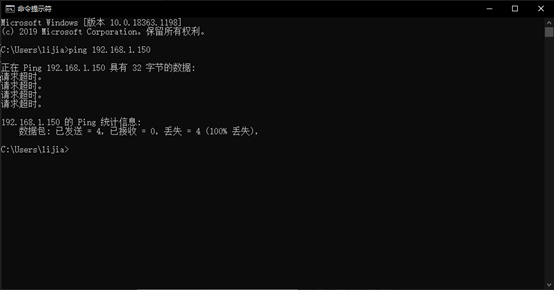 命令提示符
Microsoft Windows [版本 10.0.18363.1198]
(c) 2019 Microsoft Corporation。保留所有权利。
C:\Users\lijia>ping 192.168.1.150
正在 Ping 192.168.1.150 具有 32 字节的数据:
请求超时。
请求超时。
请求超时。
请求超时。
192.168.1.150 的 Ping 统计信息:
数据包: 已发送 = 4，已接收 = 0，丢失 = 4 (100% 丢失)，
C:\Users\lijia>